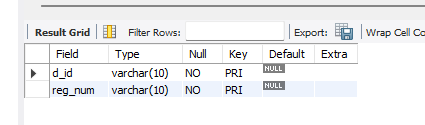 Result Grid Filter Rows: Export: Wrap Cell Co
Field Type Null Key Default Extra
d_id varchar(10) NO PRI NULL
reg_num varchar(10) NO PRI NULL